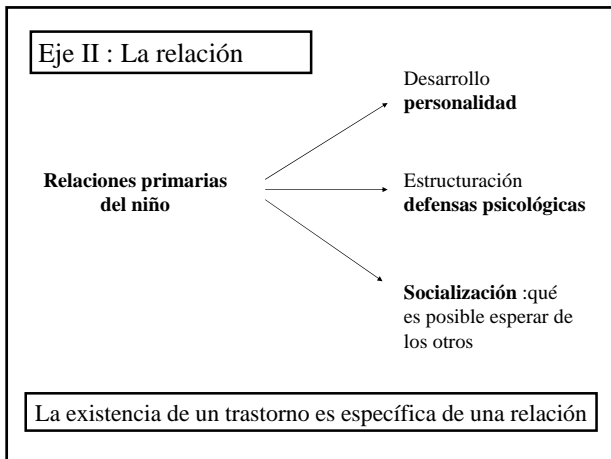 Eje II : La relación
Desarrollo
personalidad
Relaciones primarias
del niño
Estructuración
defensas psicológicas
Socialización :qué
es posible esperar de
los otros
La existencia de un trastorno es específica de una relación